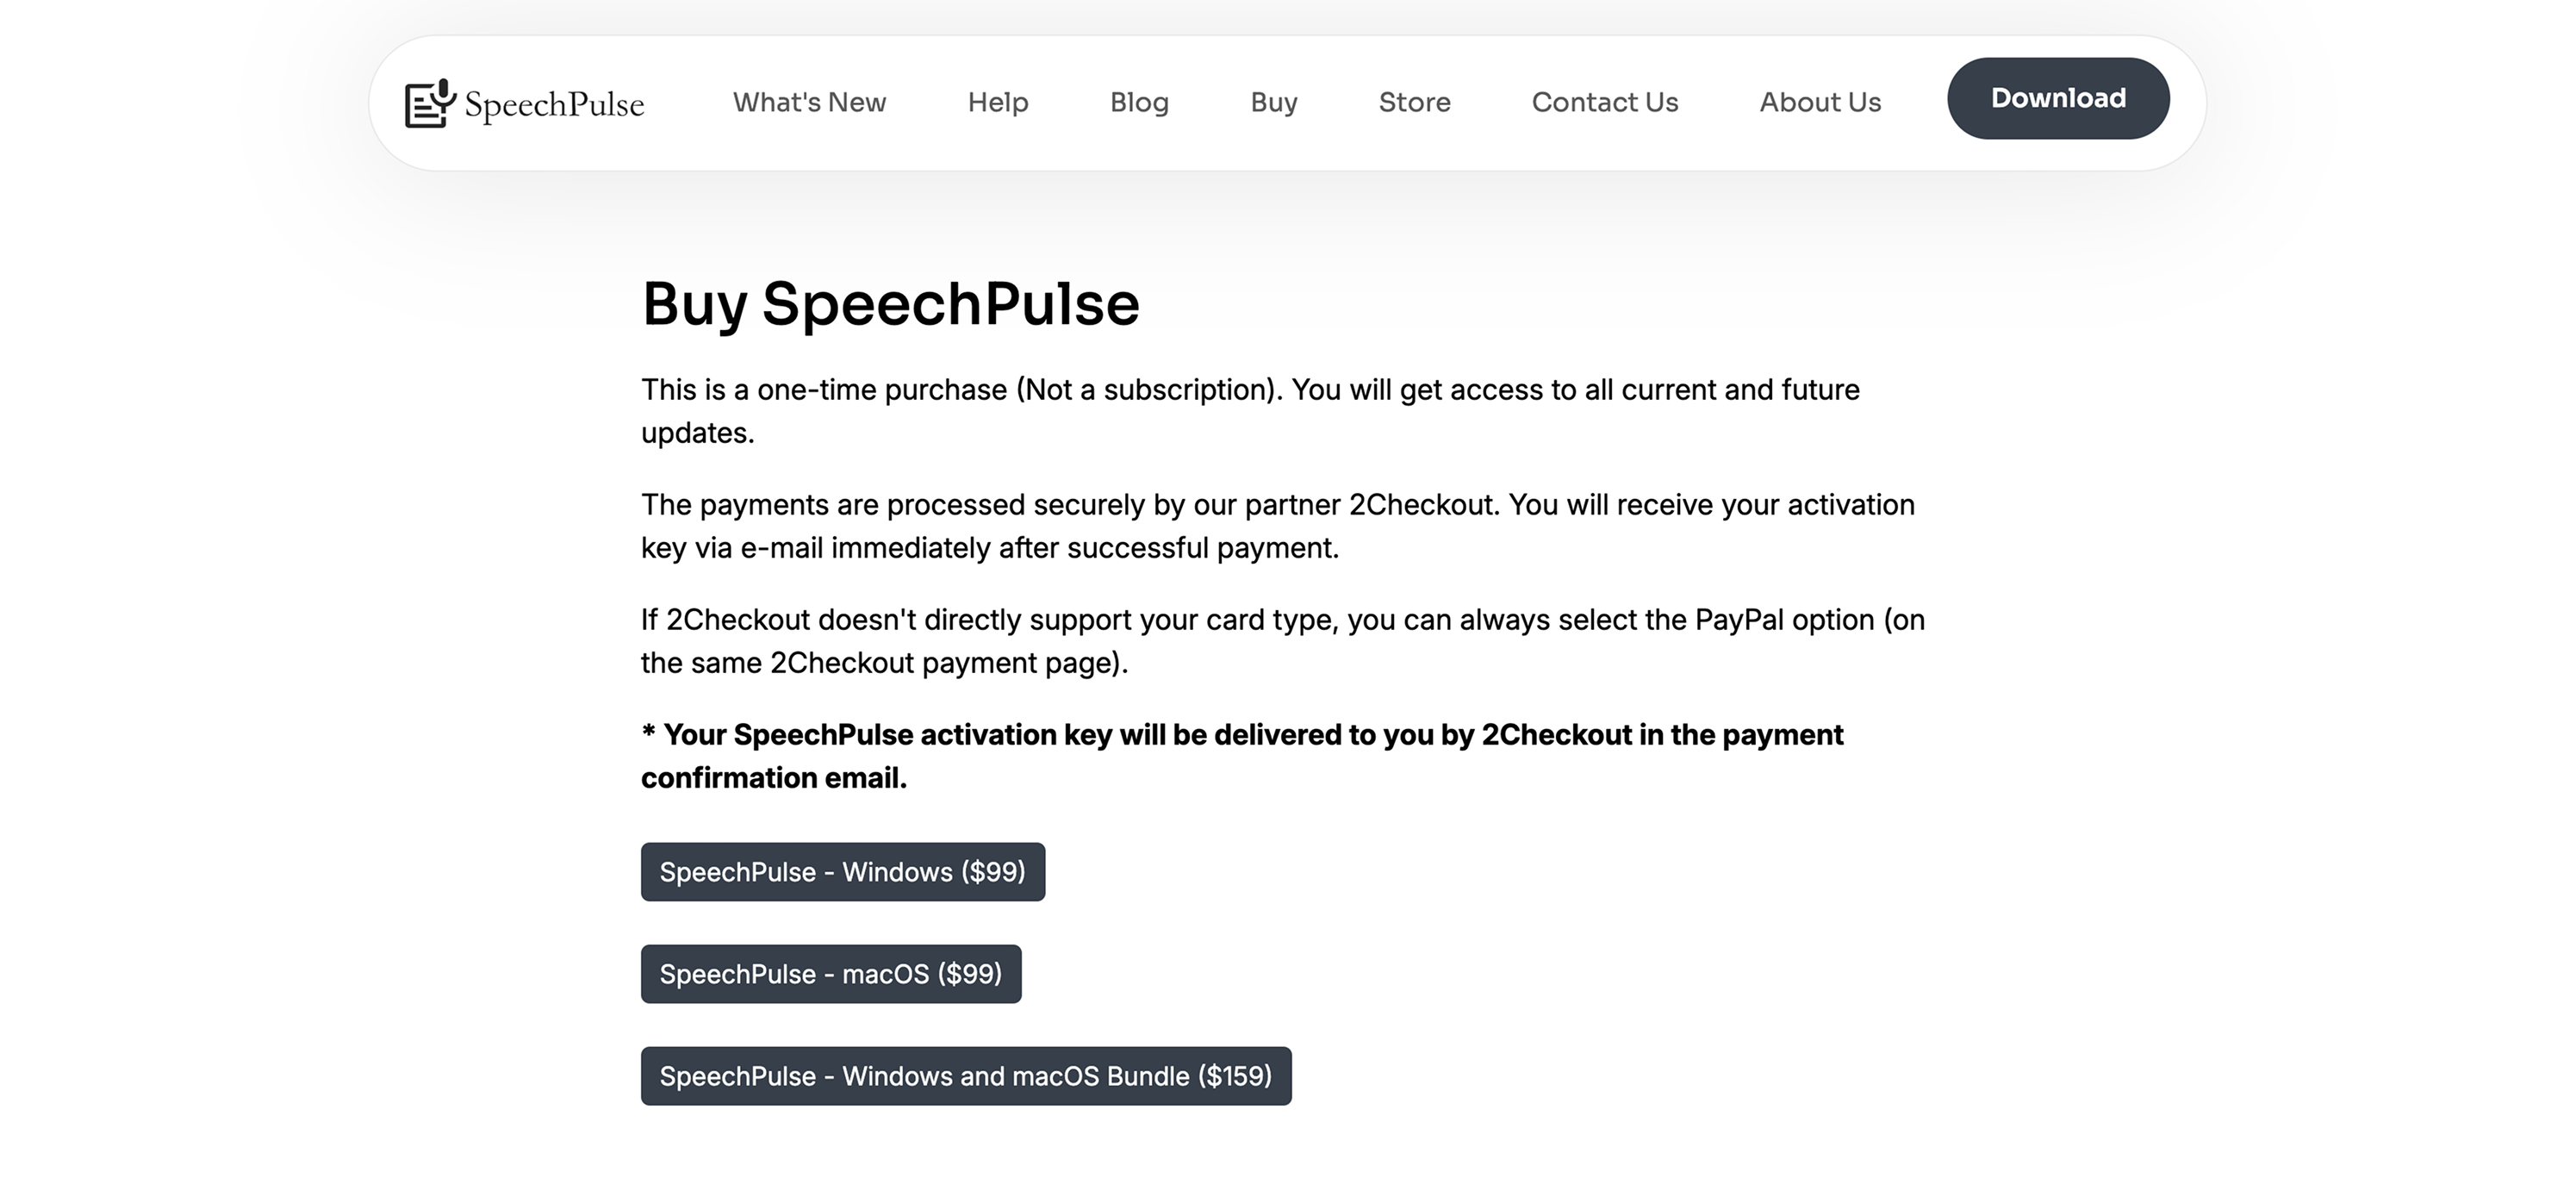 SpeechPulse
What's New
Help
Blog
Buy
Store
Contact Us
About Us
Download
Buy SpeechPulse
This is a one-time purchase (Not a subscription). You will get access to all current and future
updates.
The payments are processed securely by our partner 2Checkout. You will receive your activation
key via e-mail immediately after successful payment.
If 2Checkout doesn't directly support your card type, you can always select the PayPal option (on
the same 2Checkout payment page).
* Your SpeechPulse activation key will be delivered to you by 2Checkout in the payment
confirmation email.
SpeechPulse - Windows ($99)
SpeechPulse - macOS ($99)
SpeechPulse - Windows and macOS Bundle ($159)